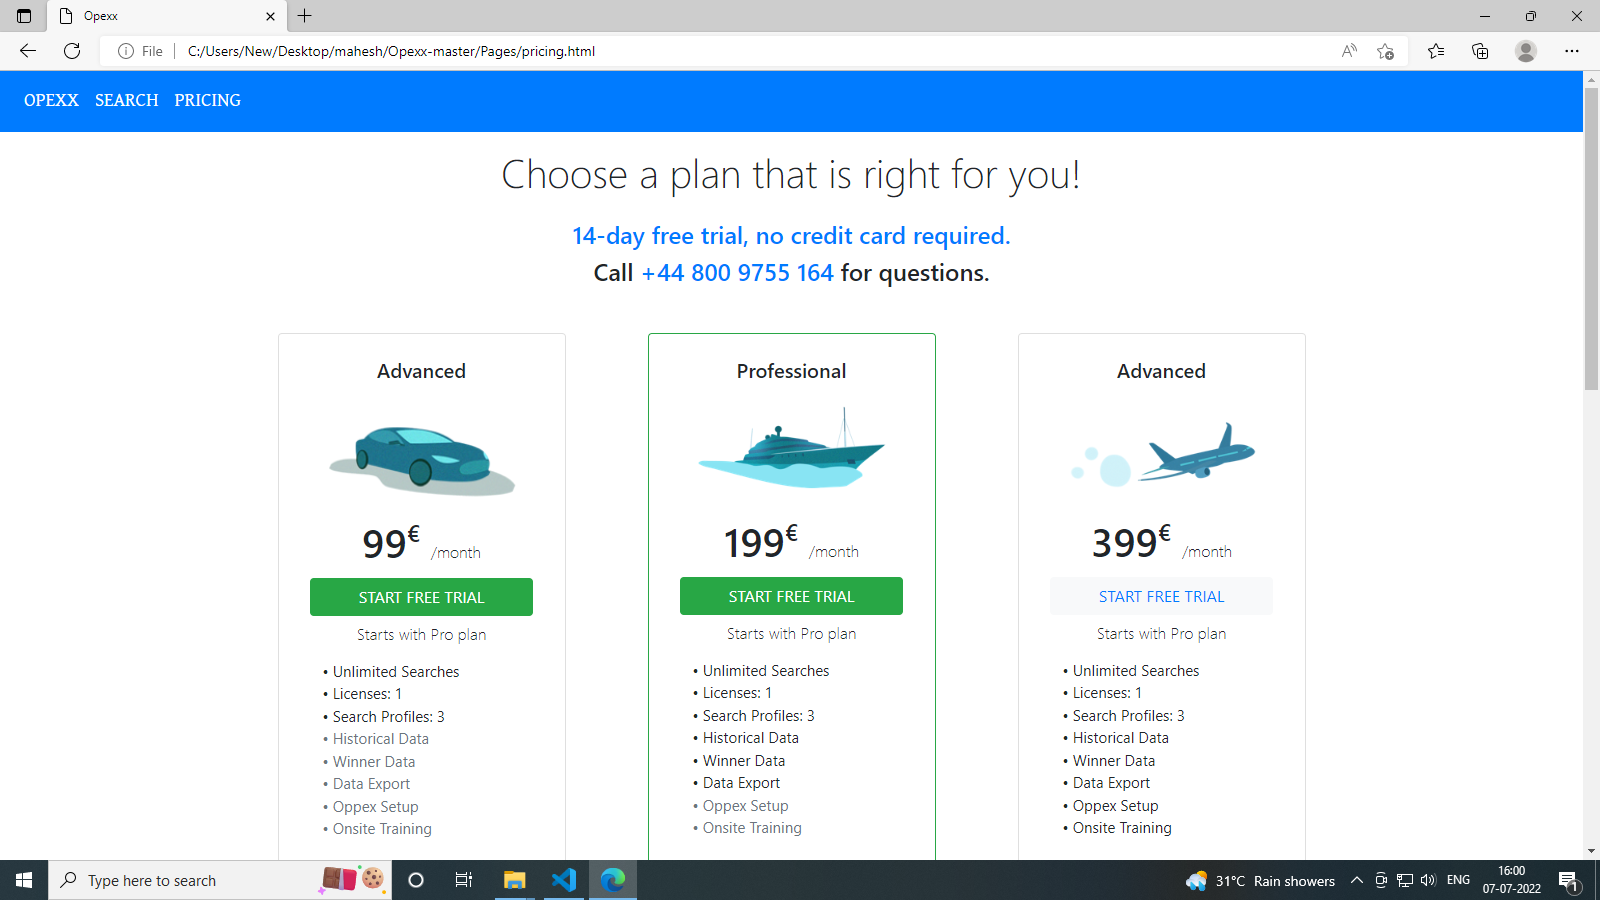 Opexx
File
C:/Users/New/Desktop/mahesh/Opexx-master/Pages/pricing.html
OPEXX SEARCH PRICING
Choose a plan that is right for you!
14-day free trial, no credit card required.
Call +44 800 9755 164 for questions.
Advanced
99€ /month
START FREE TRIAL
Starts with Pro plan
• Unlimited Searches
• Licenses: 1
• Search Profiles: 3
• Historical Data
• Winner Data
• Data Export
• Oppex Setup
• Onsite Training
Professional
199€ /month
START FREE TRIAL
Starts with Pro plan
• Unlimited Searches
• Licenses: 1
• Search Profiles: 3
• Historical Data
• Winner Data
• Data Export
• Oppex Setup
• Onsite Training
Advanced
399€ /month
START FREE TRIAL
Starts with Pro plan
• Unlimited Searches
• Licenses: 1
• Search Profiles: 3
• Historical Data
• Winner Data
• Data Export
• Oppex Setup
• Onsite Training
Type here to search
31°C Rain showers
ENG
16:00
07-07-2022
1